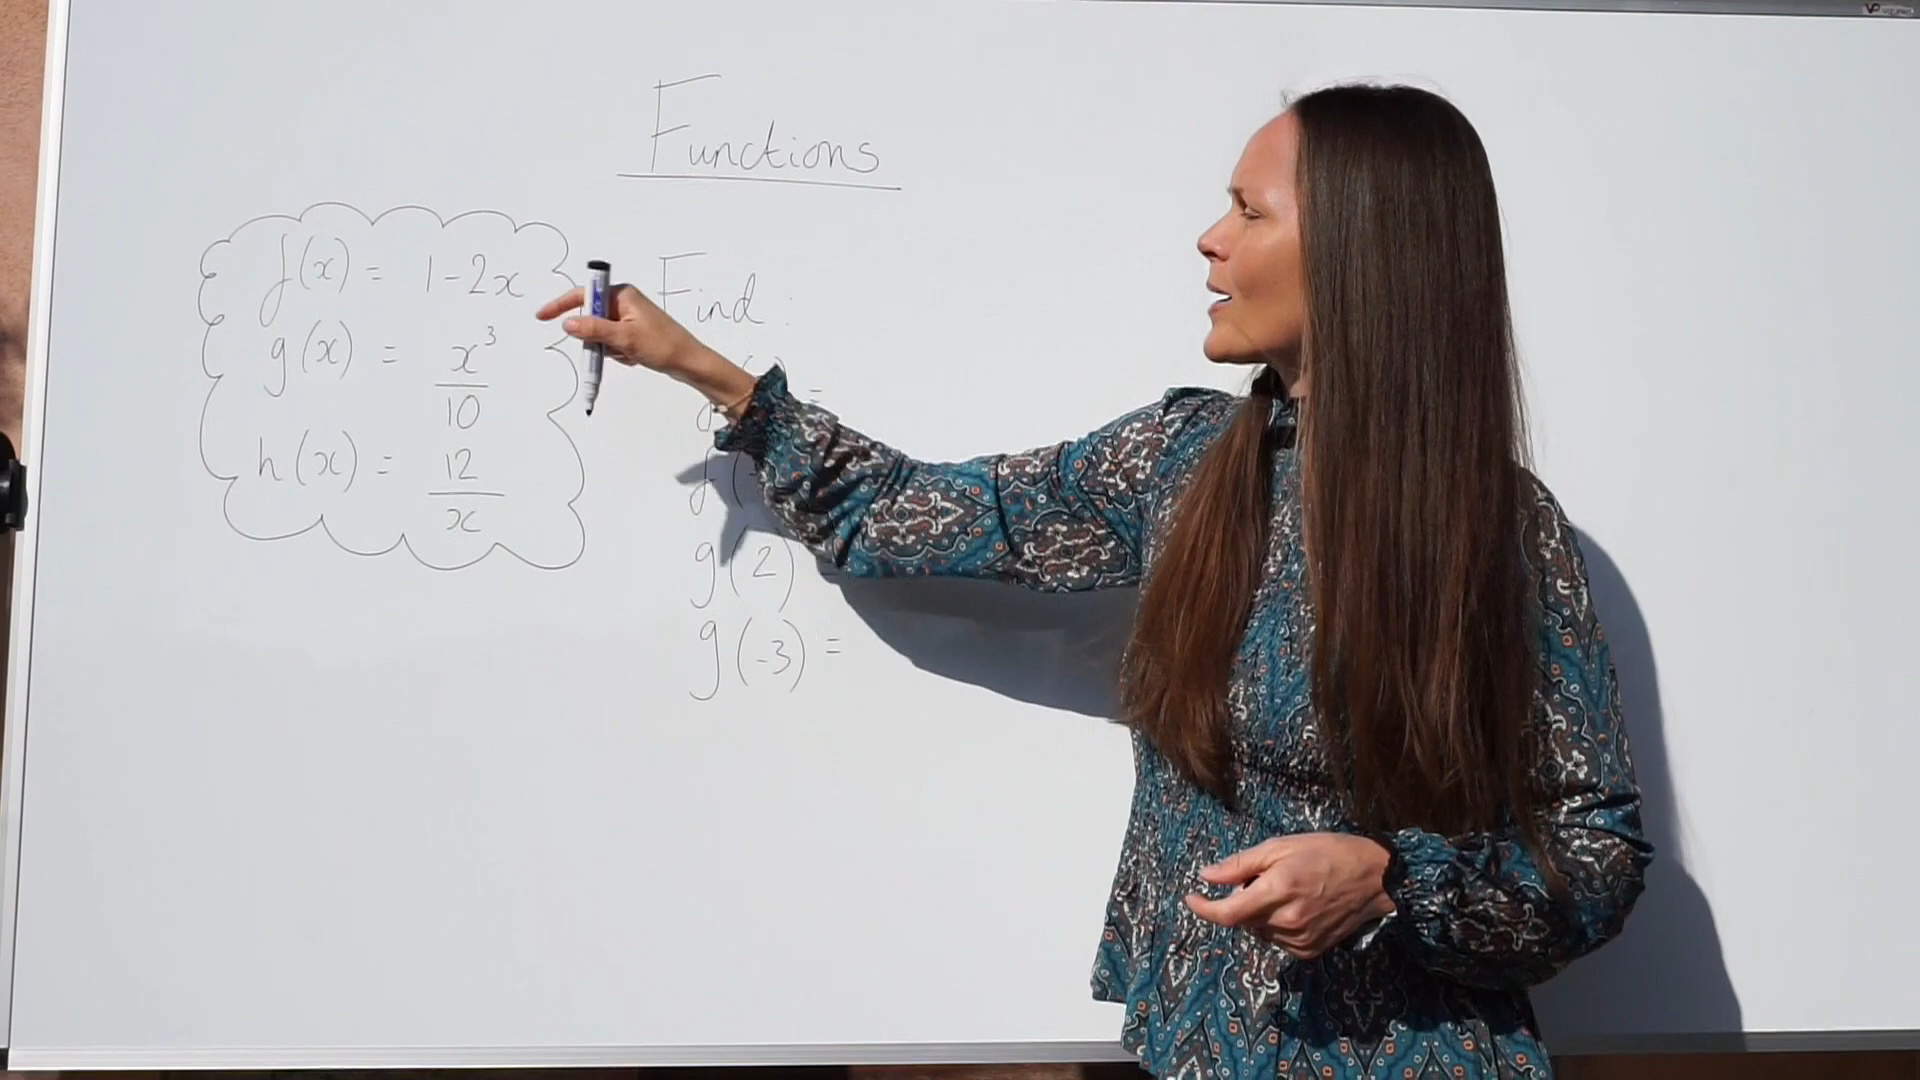 Functions
f(x) = 1-2x
g(x) = x³/10
h(x) = 12/x
Find:
g(2)
g(-3) =